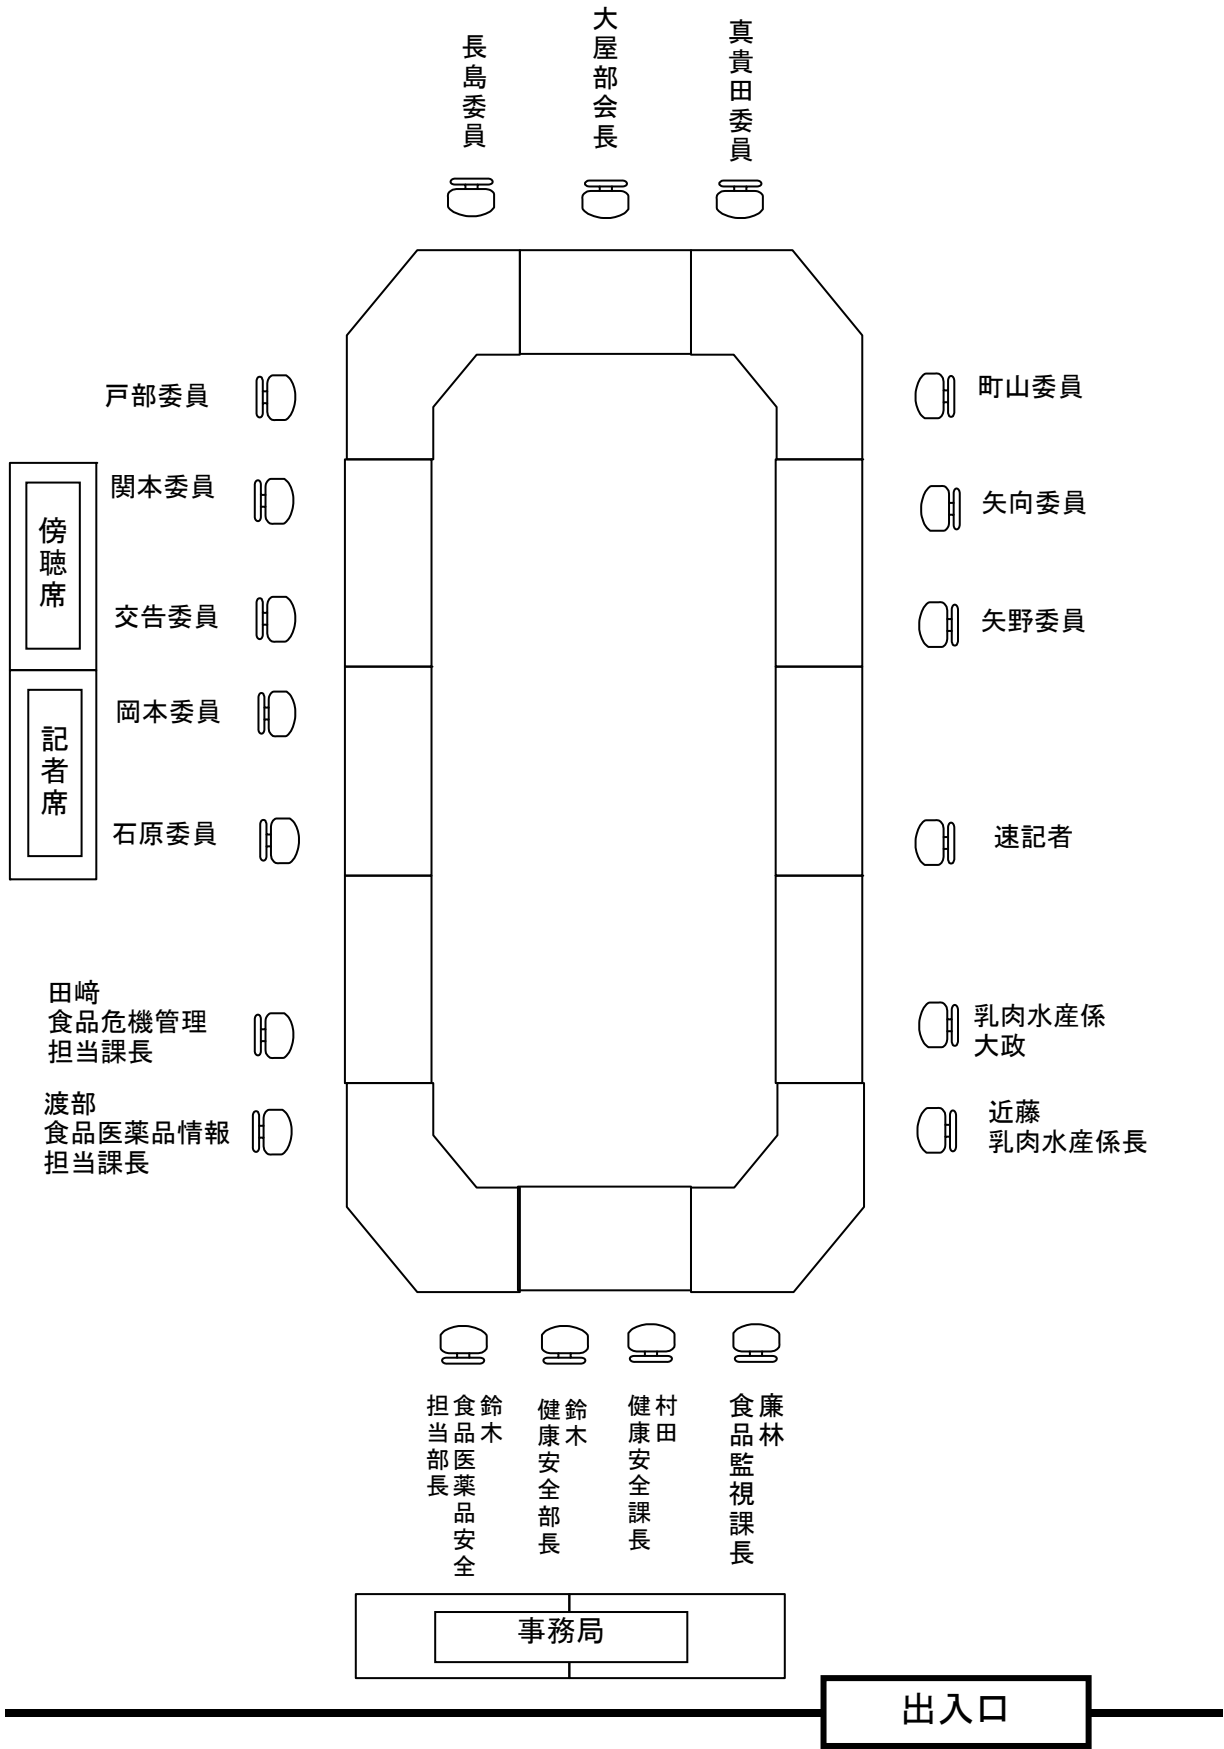 長島委員
大屋部会長
真貴田委員
戸部委員
町山委員
関本委員
矢向委員
傍聴席
交告委員
矢野委員
岡本委員
記者席
石原委員
速記者
田﨑
食品危機管理
担当課長
乳肉水産係
大政
渡部
食品医薬品情報
担当課長
近藤
乳肉水産係長
鈴木
食品医薬品安全
担当部長
鈴木
健康安全部長
村田
健康安全課長
廉林
食品監視課長
事務局
出入口